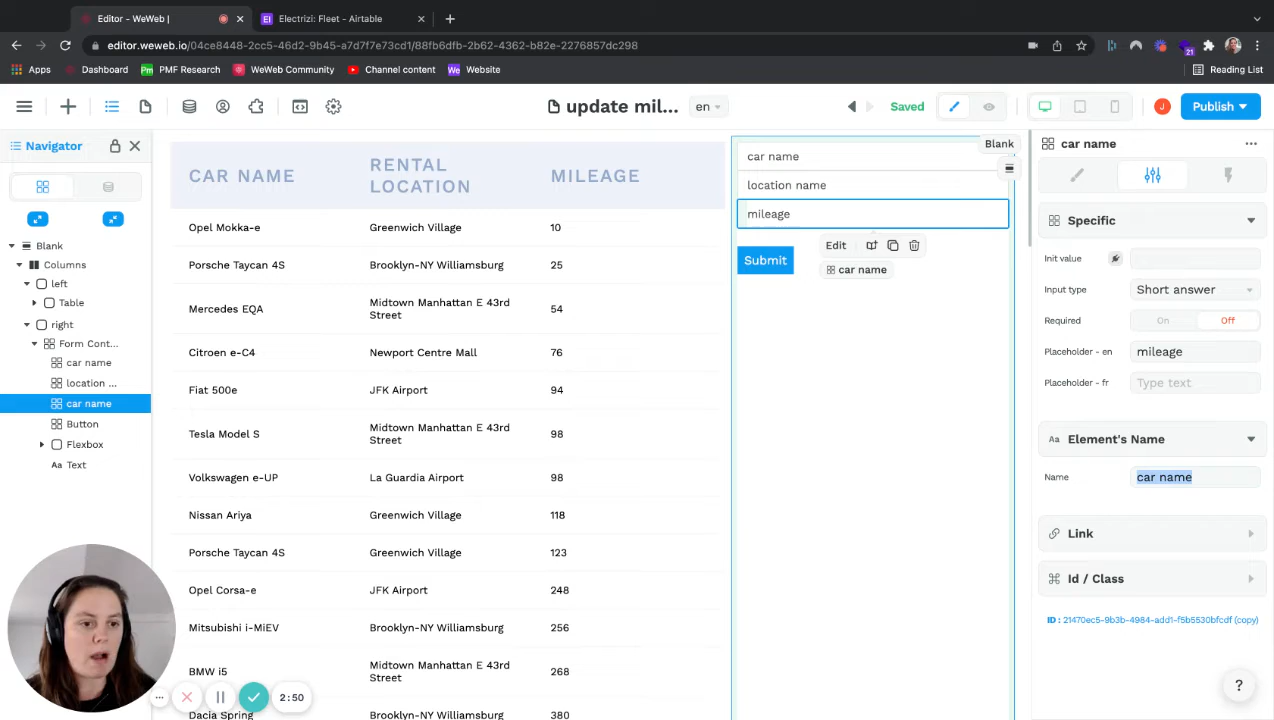 Editor - WeWeb |
Electrizi: Fleet - Airtable
editor.weweb.io/04ce8448-2cc5-46d2-9b45-a7d7f7e73cd1/88fb6dfb-2b62-4362-b82e-2276857dc298
21
Apps
Dashboard
Pm PMF Research
WeWeb Community
Channel content
We Website
Reading List
update mil...
en
Saved
J
Publish
Navigator
Blank
Columns
left
Table
right
Form Cont...
car name
location ...
car name
Button
Flexbox
Aa Text
CAR NAME
RENTAL
LOCATION
MILEAGE
Opel Mokka-e
Greenwich Village
10
Porsche Taycan 4S
Brooklyn-NY Williamsburg
25
Mercedes EQA
Midtown Manhattan E 43rd
Street
54
Citroen e-C4
Newport Centre Mall
76
Fiat 500e
JFK Airport
94
Tesla Model S
Midtown Manhattan E 43rd
Street
98
Volkswagen e-UP
La Guardia Airport
98
Nissan Ariya
Greenwich Village
118
Porsche Taycan 4S
Greenwich Village
123
Opel Corsa-e
JFK Airport
248
Mitsubishi i-MiEV
Brooklyn-NY Williamsburg
256
BMW i5
Midtown Manhattan E 43rd
Street
268
Dacia Spring
Brooklyn-NY Williamsburg
380
Blank
car name
location name
mileage
Submit
Edit
car name
car name
Specific
Init value
Input type
Short answer
Required
On
Off
Placeholder - en
mileage
Placeholder - fr
Type text
Aa Element's Name
Name
car name
Link
Id / Class
ID : 21470ec5-9b3b-4984-add1-f5b5530bfcdf (copy)
2:50
?